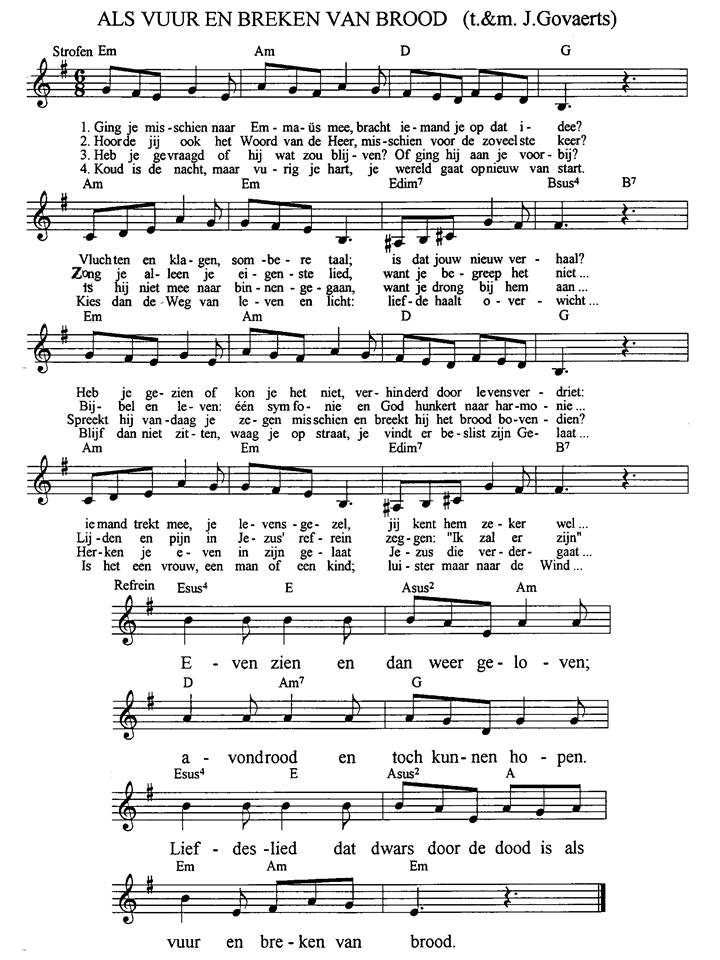 ALS VUUR EN BREKEN VAN BROOD (t.&m. J.Govaerts)
Strofen Em Am D G
6
8
1. Ging je mis-schien naar Em-ma-üs mee, bracht ie-mand je op dat i-dee?
2. Hoorde jij ook het Woord van de Heer, mis-schien voor de zoveelste keer?
3. Heb je gevraagd of hij wat zou blij-ven? Of ging hij aan je voor-bij?
4. Koud is de nacht, maar vu-rig je hart, je wereld gaat opnieuw van start.
Am Em Edim7 Bsus4 B7
Vluchten en kla-gen, som-be-re taal; is dat jouw nieuw ver-haal?
Zong je al-leen je ei-gen-ste lied, want je be-greep het niet ...
is hij niet mee naar bin-nen-ge-gaan, want je drong bij hem aan ...
Kies dan de Weg van le-ven en licht: lief-de haalt o-ver-wicht ...
Em Am D G
Heb je ge-zien of kon je het niet, ver-hinderd door levensver-driet:
Bij-bel en le-ven: één symfo-nie en God hunkert naar har-mo-nie ...
Spreekt hij van-daag je ze-gen misschien en breekt hij het brood bo-ven-dien?
Blijf dan niet zit-ten, waag je op straat, je vindt er be-slist zijn Ge-laat ...
Am Em Edim7 B7
iemand trekt mee, je le-vens-ge-zel, jij kent hem ze-ker wel ...
Lij-den en pijn in Je-zus' ref-rein zeg-gen: "Ik zal er zijn"
Her-ken je e-ven in zijn ge-laat Je-zus die ver-der-gaat ...
Is het een vrouw, een man of een kind; lui-ster maar naar de Wind ...
Refrein Esus4 E Asus2 Am
E - ven zien en dan weer ge-lo-ven;
D Am7 G
a-vondrood en toch kun-nen ho-pen.
Esus4 E Asus2 A
Lief-des-lied dat dwars door de dood is als
Em Am Em
vuur en bre-ken van brood.